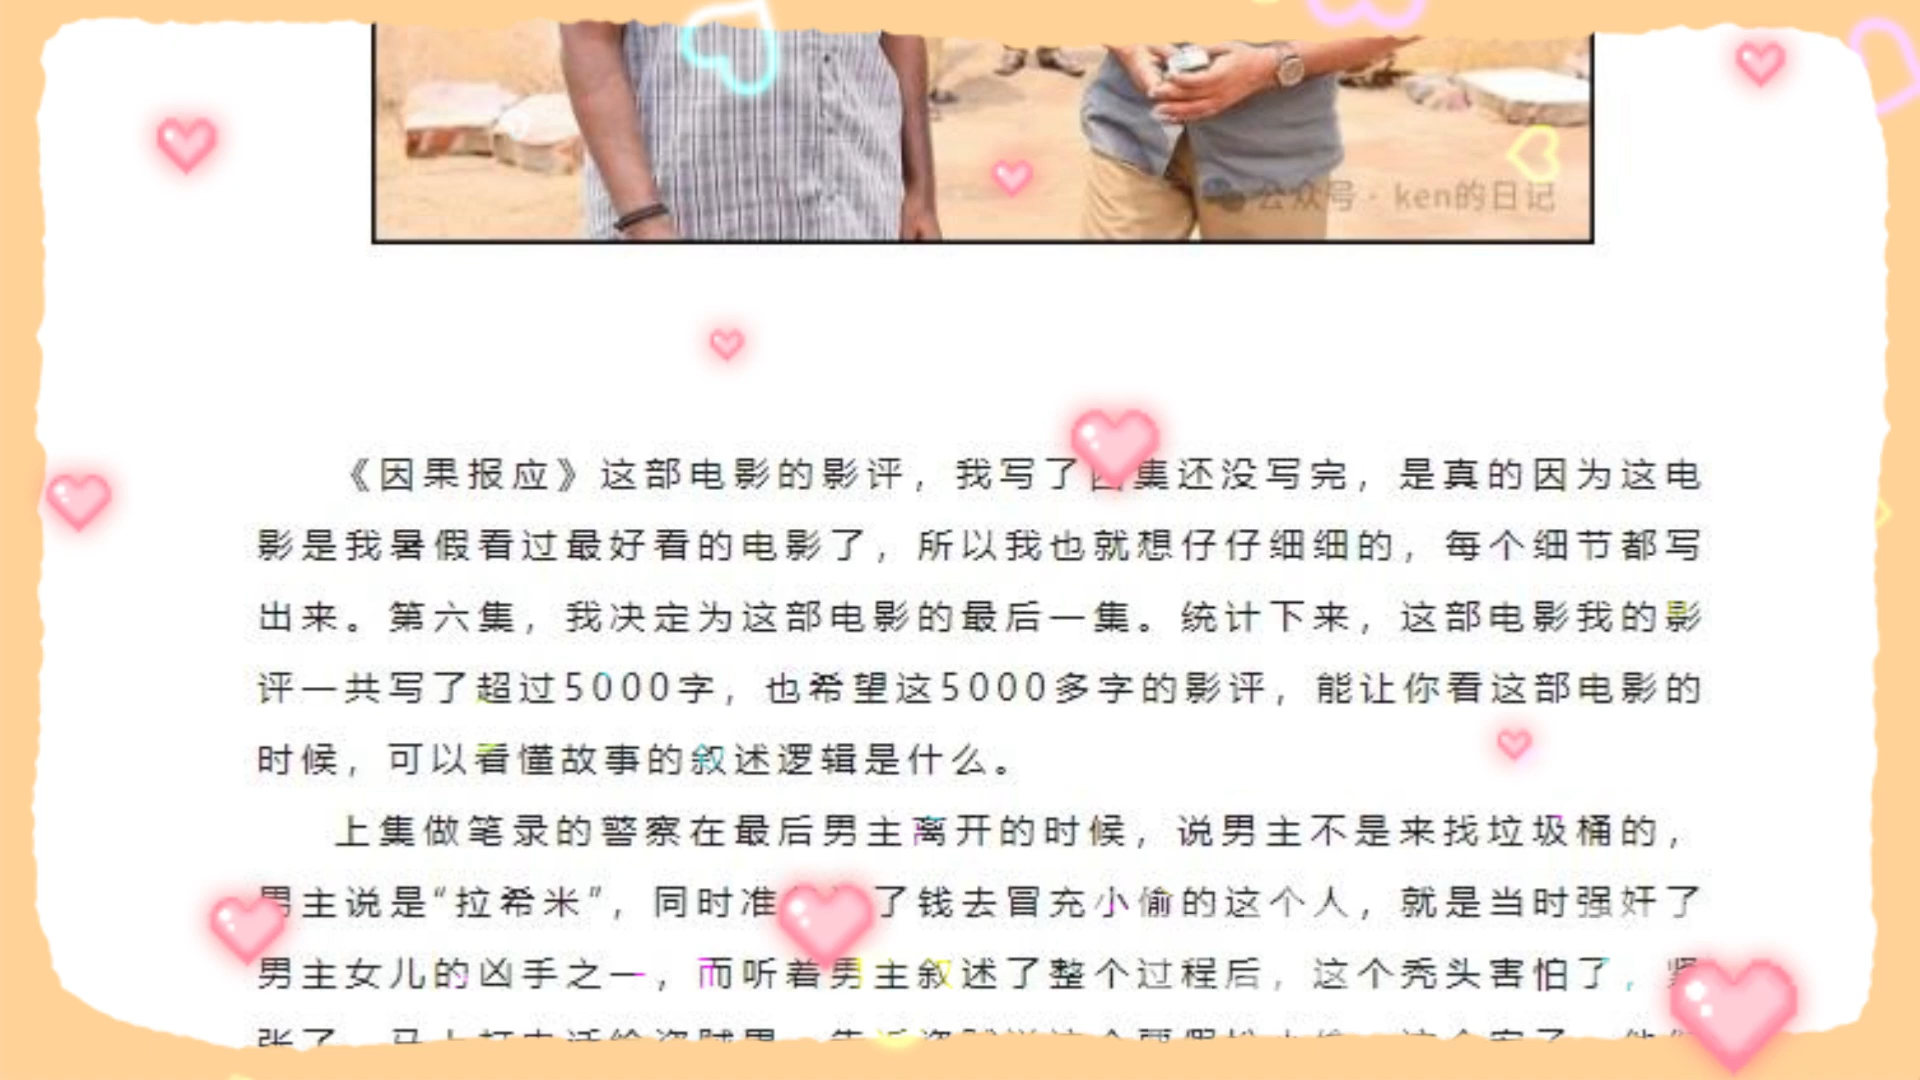 公众号 · ken的日记
《因果报应》这部电影的影评，我写了四集还没写完，是真的因为这电
影是我暑假看过最好看的电影了，所以我也就想仔仔细细的，每个细节都写
出来。第六集，我决定为这部电影的最后一集。统计下来，这部电影我的影
评一共写了超过5000字，也希望这5000多字的影评，能让你看这部电影的
时候，可以看懂故事的叙述逻辑是什么。
上集做笔录的警察在最后男主离开的时候，说男主不是来找垃圾桶的，
男主说是“拉希米”，同时准了钱去冒充小偷的这个人，就是当时强奸了
男主女儿的凶手之一，而听着男主叙述了整个过程后，这个秃头害怕了，紧